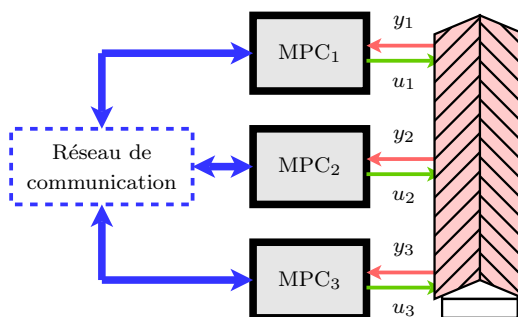 y₁
MPC₁
u₁
Réseau de
communication
y₂
MPC₂
u₂
y₃
MPC₃
u₃